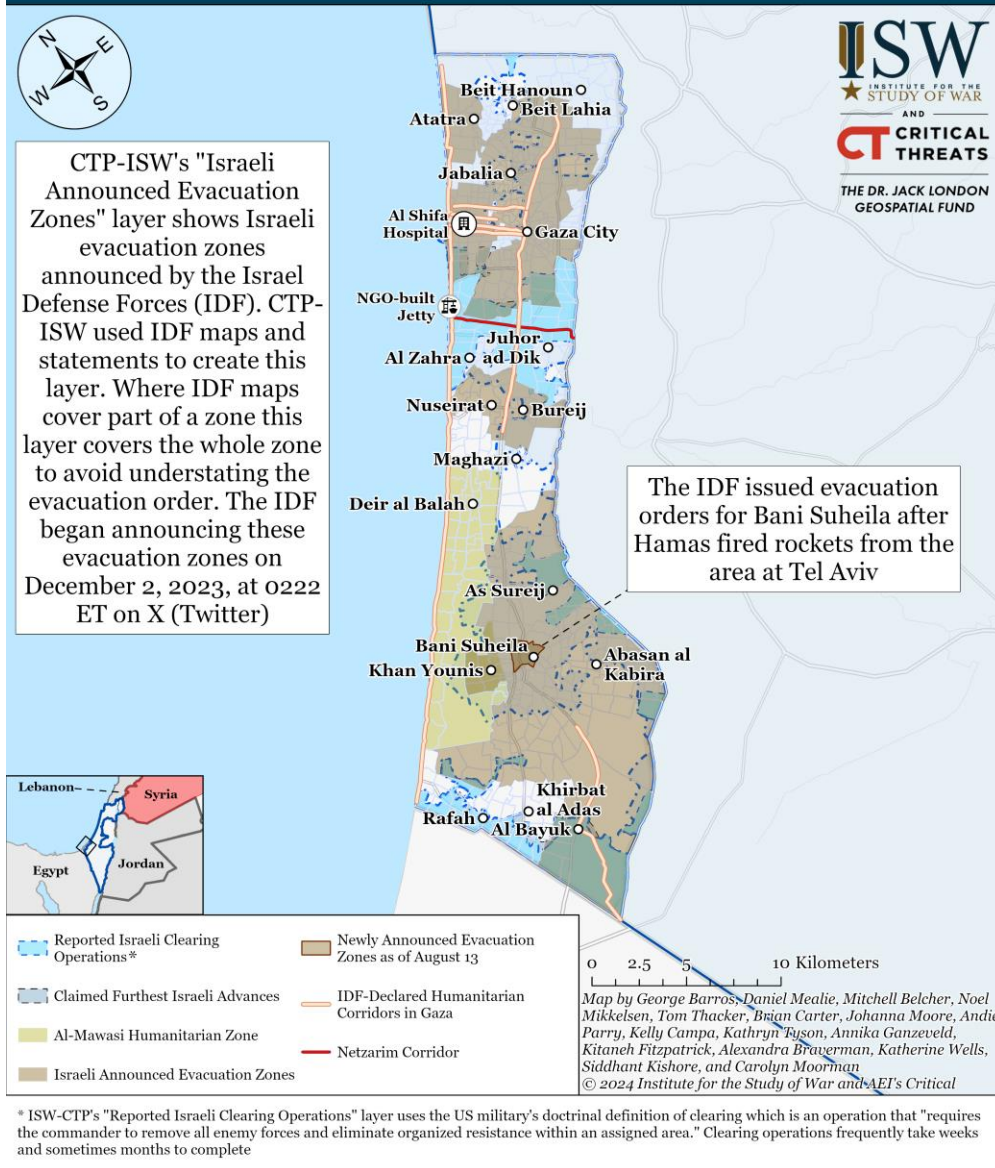 N
E
W
S
ISW
INSTITUTE FOR THE
STUDY OF WAR
AND
CT CRITICAL
THREATS
THE DR. JACK LONDON
GEOSPATIAL FUND
CTP-ISW's "Israeli
Announced Evacuation
Zones" layer shows Israeli
evacuation zones
announced by the Israel
Defense Forces (IDF). CTP-
ISW used IDF maps and
statements to create this
layer. Where IDF maps
cover part of a zone this
layer covers the whole
zone to avoid understating the
evacuation order. The IDF
began announcing these
evacuation zones on
December 2, 2023, at 0222
ET on X (Twitter)
Beit Hanoun
Beit Lahia
Atatra
Jabalia
Al Shifa
Hospital
Gaza City
NGO-built
Jetty
Juhor
ad Dik
Al Zahra
Nuseirat
Bureij
Maghazi
Deir al Balah
The IDF issued evacuation
orders for Bani Suheila after
Hamas fired rockets from the
area at Tel Aviv
As Sureij
Bani Suheila
Abasan al
Kabira
Khan Younis
Khirbat
al Adas
Rafah
Al Bayuk
Lebanon
Syria
Jordan
Egypt
Reported Israeli Clearing
Operations*
Claimed Furthest Israeli Advances
Al-Mawasi Humanitarian Zone
Israeli Announced Evacuation Zones
Newly Announced Evacuation
Zones as of August 13
IDF-Declared Humanitarian
Corridors in Gaza
Netzarim Corridor
0 2.5 5 10 Kilometers
Map by George Barros, Daniel Mealie, Mitchell Belcher, Noel
Mikkelsen, Tom Thacker, Brian Carter, Johanna Moore, Andie
Parry, Kelly Campa, Kathryn Tyson, Annika Ganzeveld,
Kitaneh Fitzpatrick, Alexandra Braverman, Katherine Wells,
Siddhant Kishore, and Carolyn Moorman
© 2024 Institute for the Study of War and AEI's Critical
* ISW-CTP's "Reported Israeli Clearing Operations" layer uses the US military's doctrinal definition of clearing which is an operation that "requires
the commander to remove all enemy forces and eliminate organized resistance within an assigned area." Clearing operations frequently take weeks
and sometimes months to complete